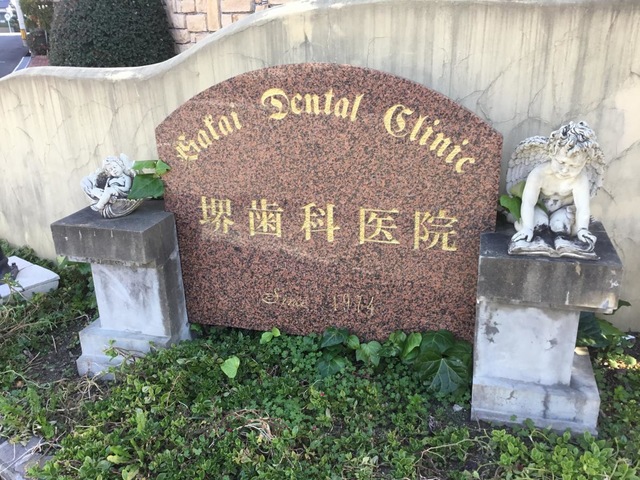 Sakai Dental Clinic
堺歯科医院
Since 1914